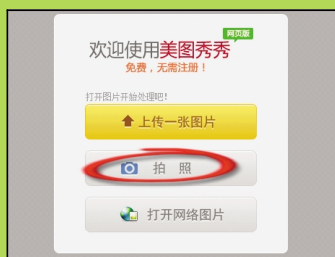 网页版
欢迎使用美图秀秀
免费，无需注册！
打开图片开始处理吧！
上传一张图片
拍 照
打开网络图片